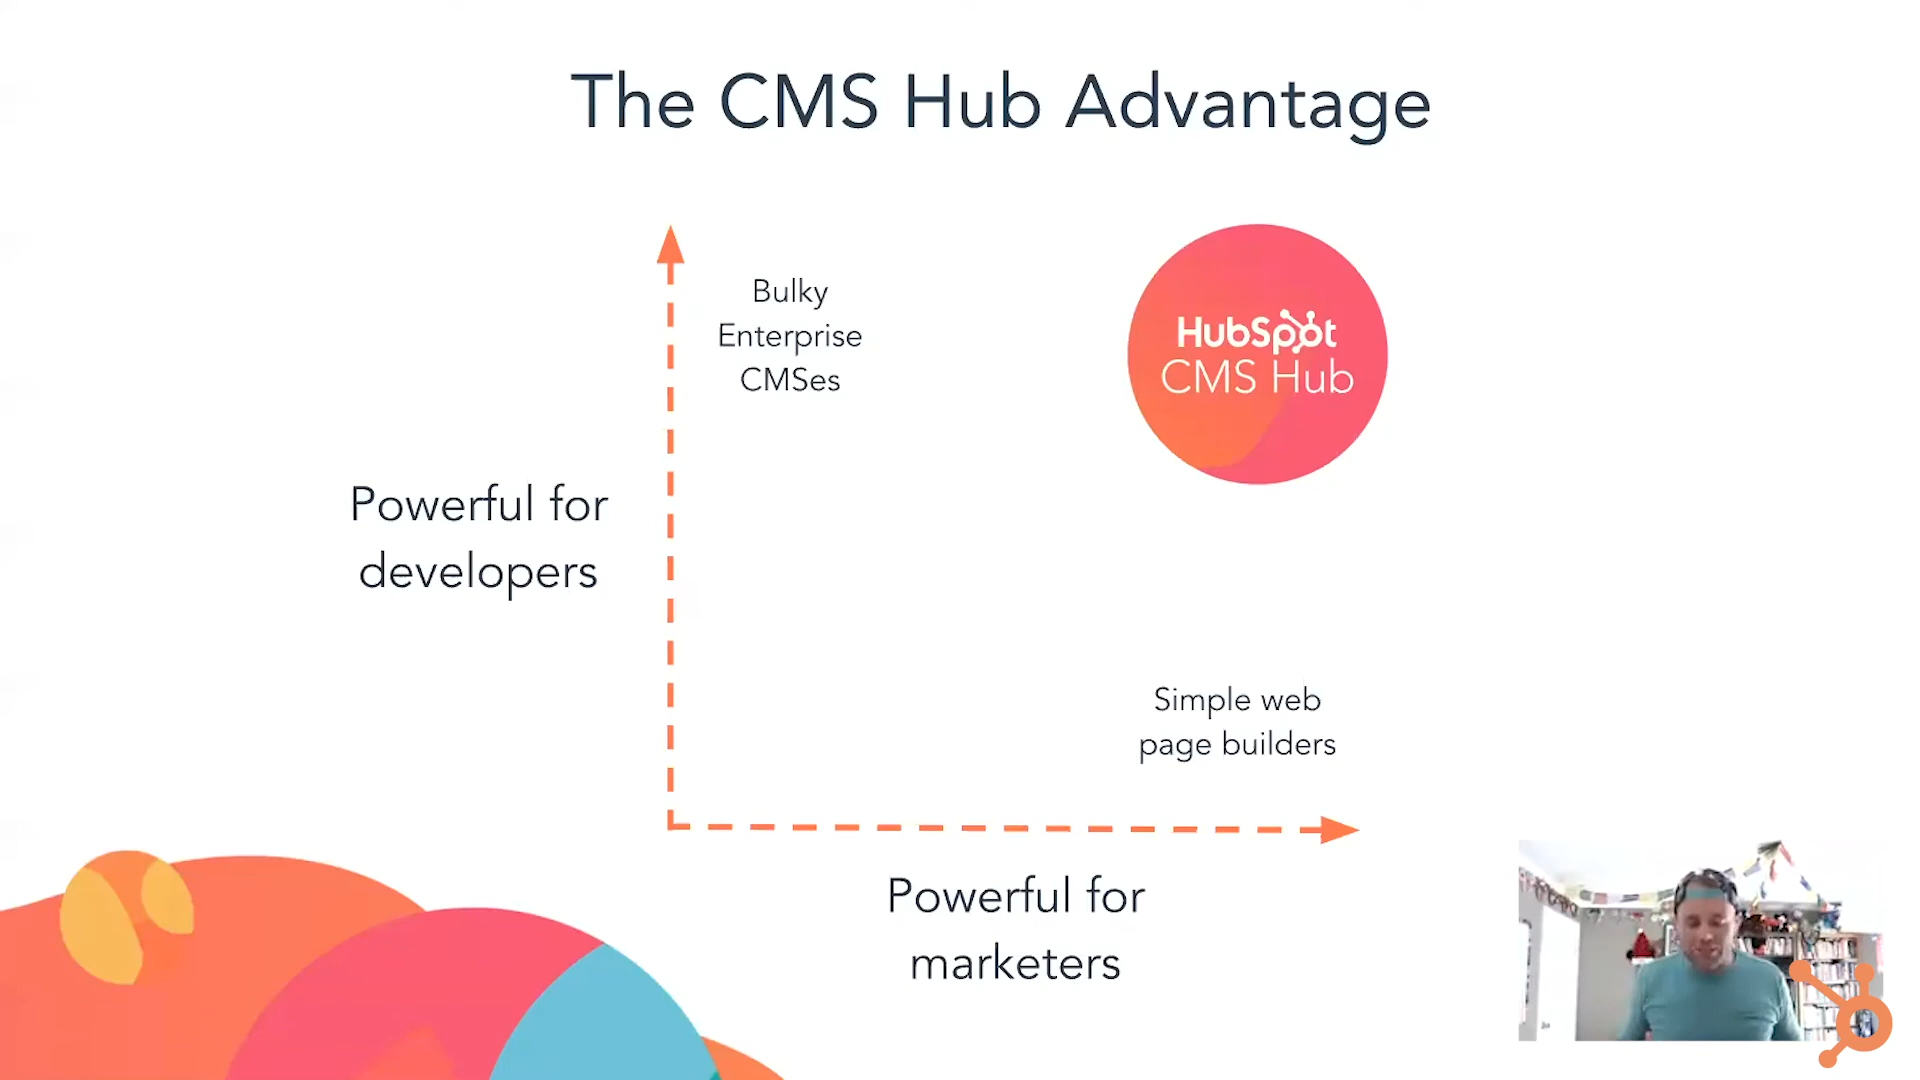 The CMS Hub Advantage
Bulky
Enterprise
CMSes
HubSpot
CMS Hub
Powerful for
developers
Simple web
page builders
Powerful for
marketers